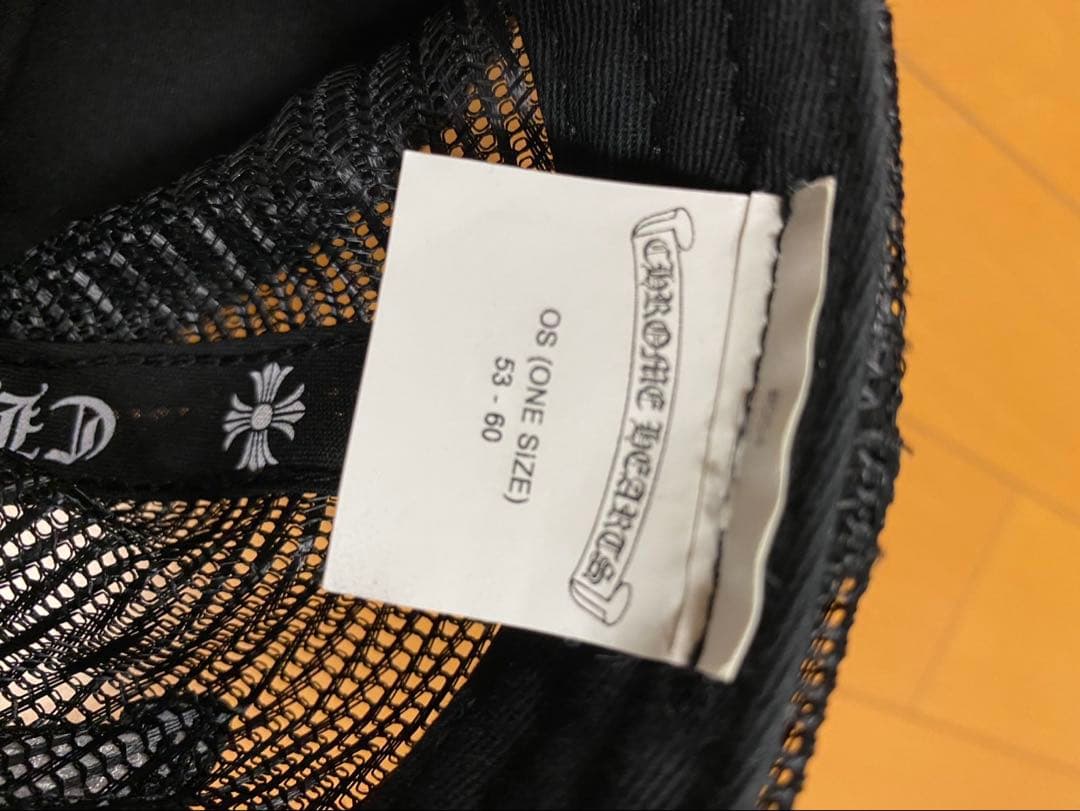 CHROME HEARTS
OS (ONE SIZE)
53 - 60